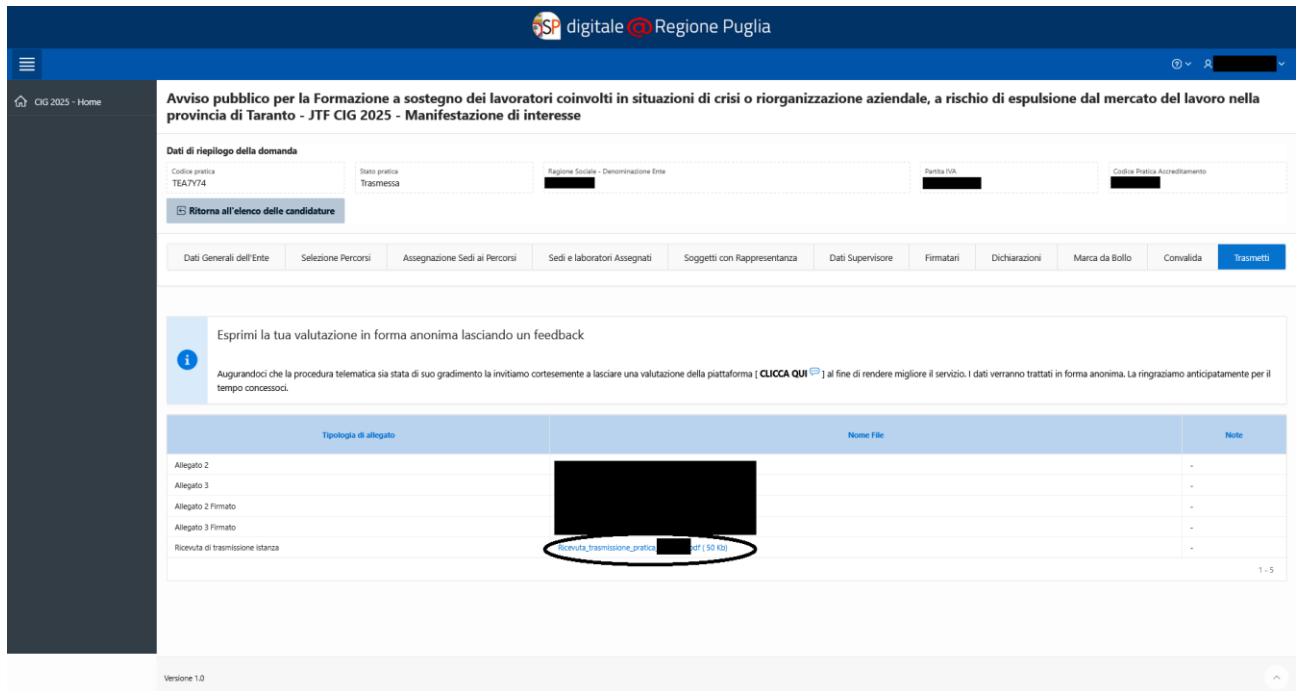 SP digitale @ Regione Puglia
CIG 2025 - Home
Avviso pubblico per la Formazione a sostegno dei lavoratori coinvolti in situazioni di crisi o riorganizzazione aziendale, a rischio di espulsione dal mercato del lavoro nella
provincia di Taranto - JTF CIG 2025 - Manifestazione di interesse
Dati di riepilogo della domanda
Codice pratica Stato pratica Ragione Sociale - Denominazione Ente Partita IVA Codice Pratica Accreditamento
TEA7Y74 Trasmessa
Ritorna all'elenco delle candidature
Dati Generali dell'Ente Selezione Percorsi Assegnazione Sedi ai Percorsi Sedi e laboratori Assegnati Soggetti con Rappresentanza Dati Supervisore Firmatari Dichiarazioni Marca da Bollo Convalida Trasmetti
Esprimi la tua valutazione in forma anonima lasciando un feedback
Augurandoci che la procedura telematica sia stata di suo gradimento la invitiamo cortesemente a lasciare una valutazione della piattaforma [ CLICCA QUI ] al fine di rendere migliore il servizio. I dati verranno trattati in forma anonima. La ringraziamo anticipatamente per il
tempo concessoci.
Tipologia di allegato Nome File Note
Allegato 2 -
Allegato 3 -
Allegato 2 Firmato -
Allegato 3 Firmato -
Ricevuta di trasmissione istanza Ricevuta_trasmissione_pratica_ pdf ( 50 Kb) -
1 - 5
Versione 1.0